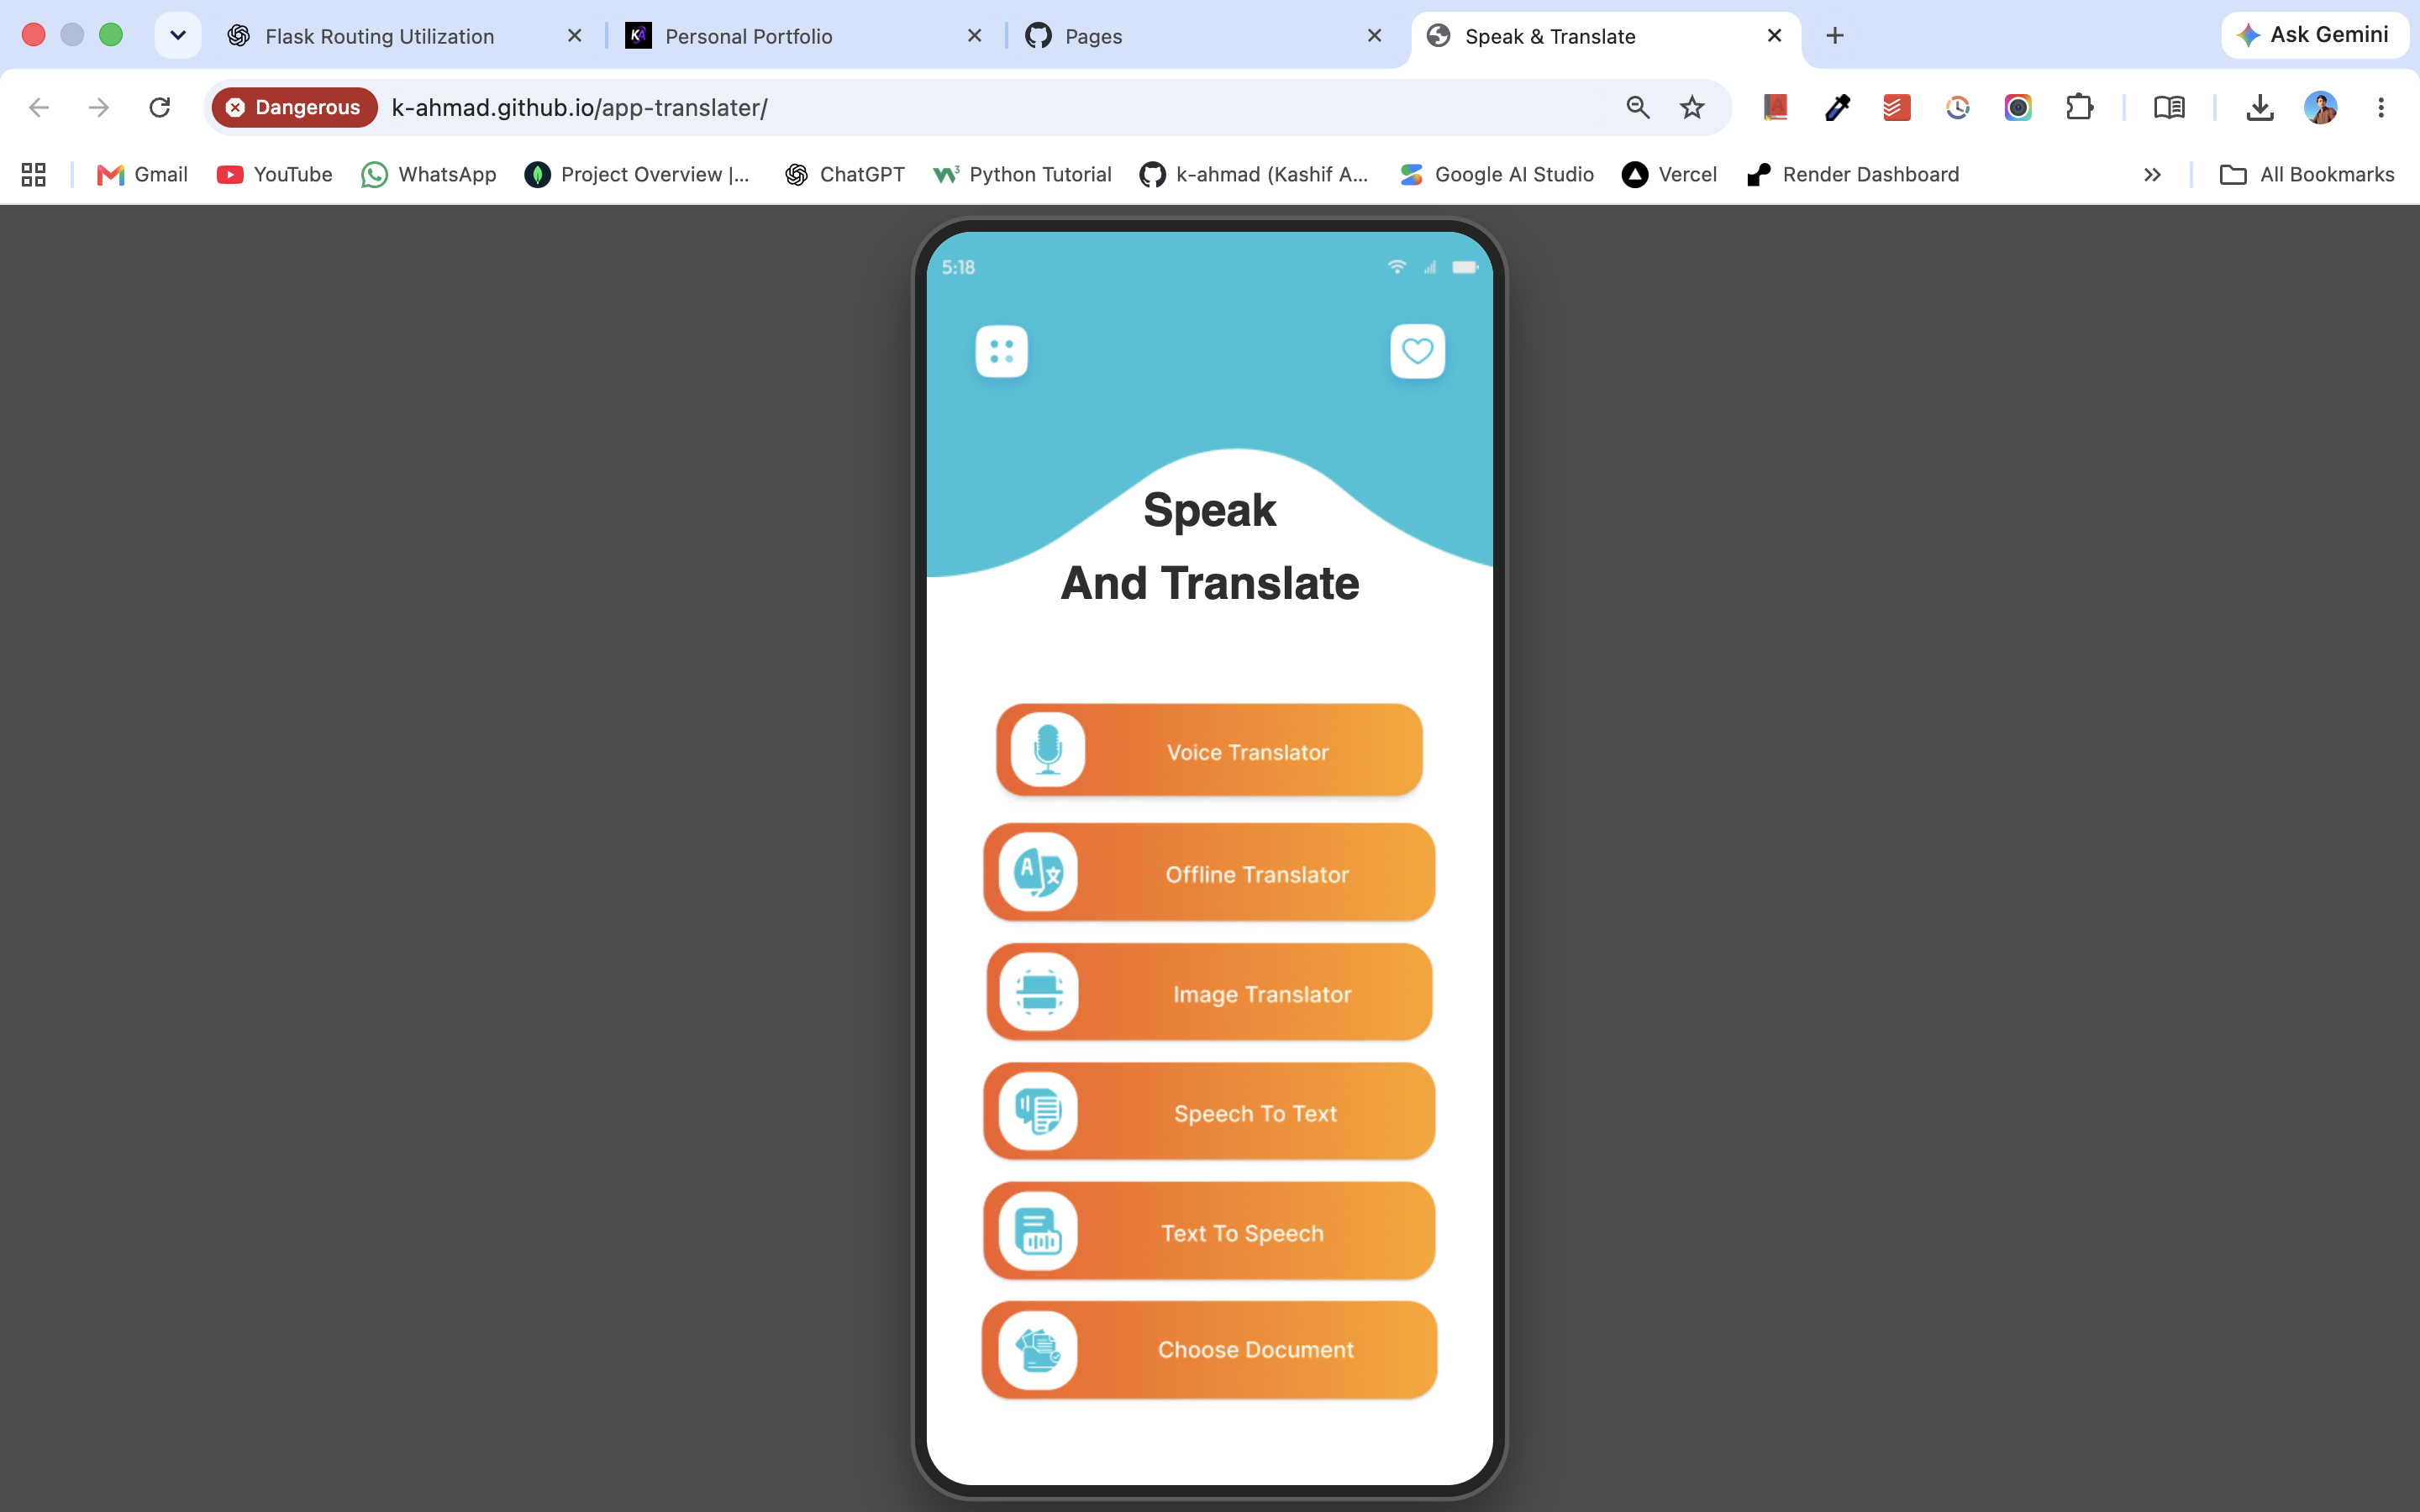 Flask Routing Utilization
Personal Portfolio
Pages
Speak & Translate
Ask Gemini
Dangerous
k-ahmad.github.io/app-translater/
Gmail
YouTube
WhatsApp
Project Overview |...
ChatGPT
Python Tutorial
k-ahmad (Kashif A...
Google AI Studio
Vercel
Render Dashboard
All Bookmarks
5:18
Speak
And Translate
Voice Translator
Offline Translator
Image Translator
Speech To Text
Text To Speech
Choose Document